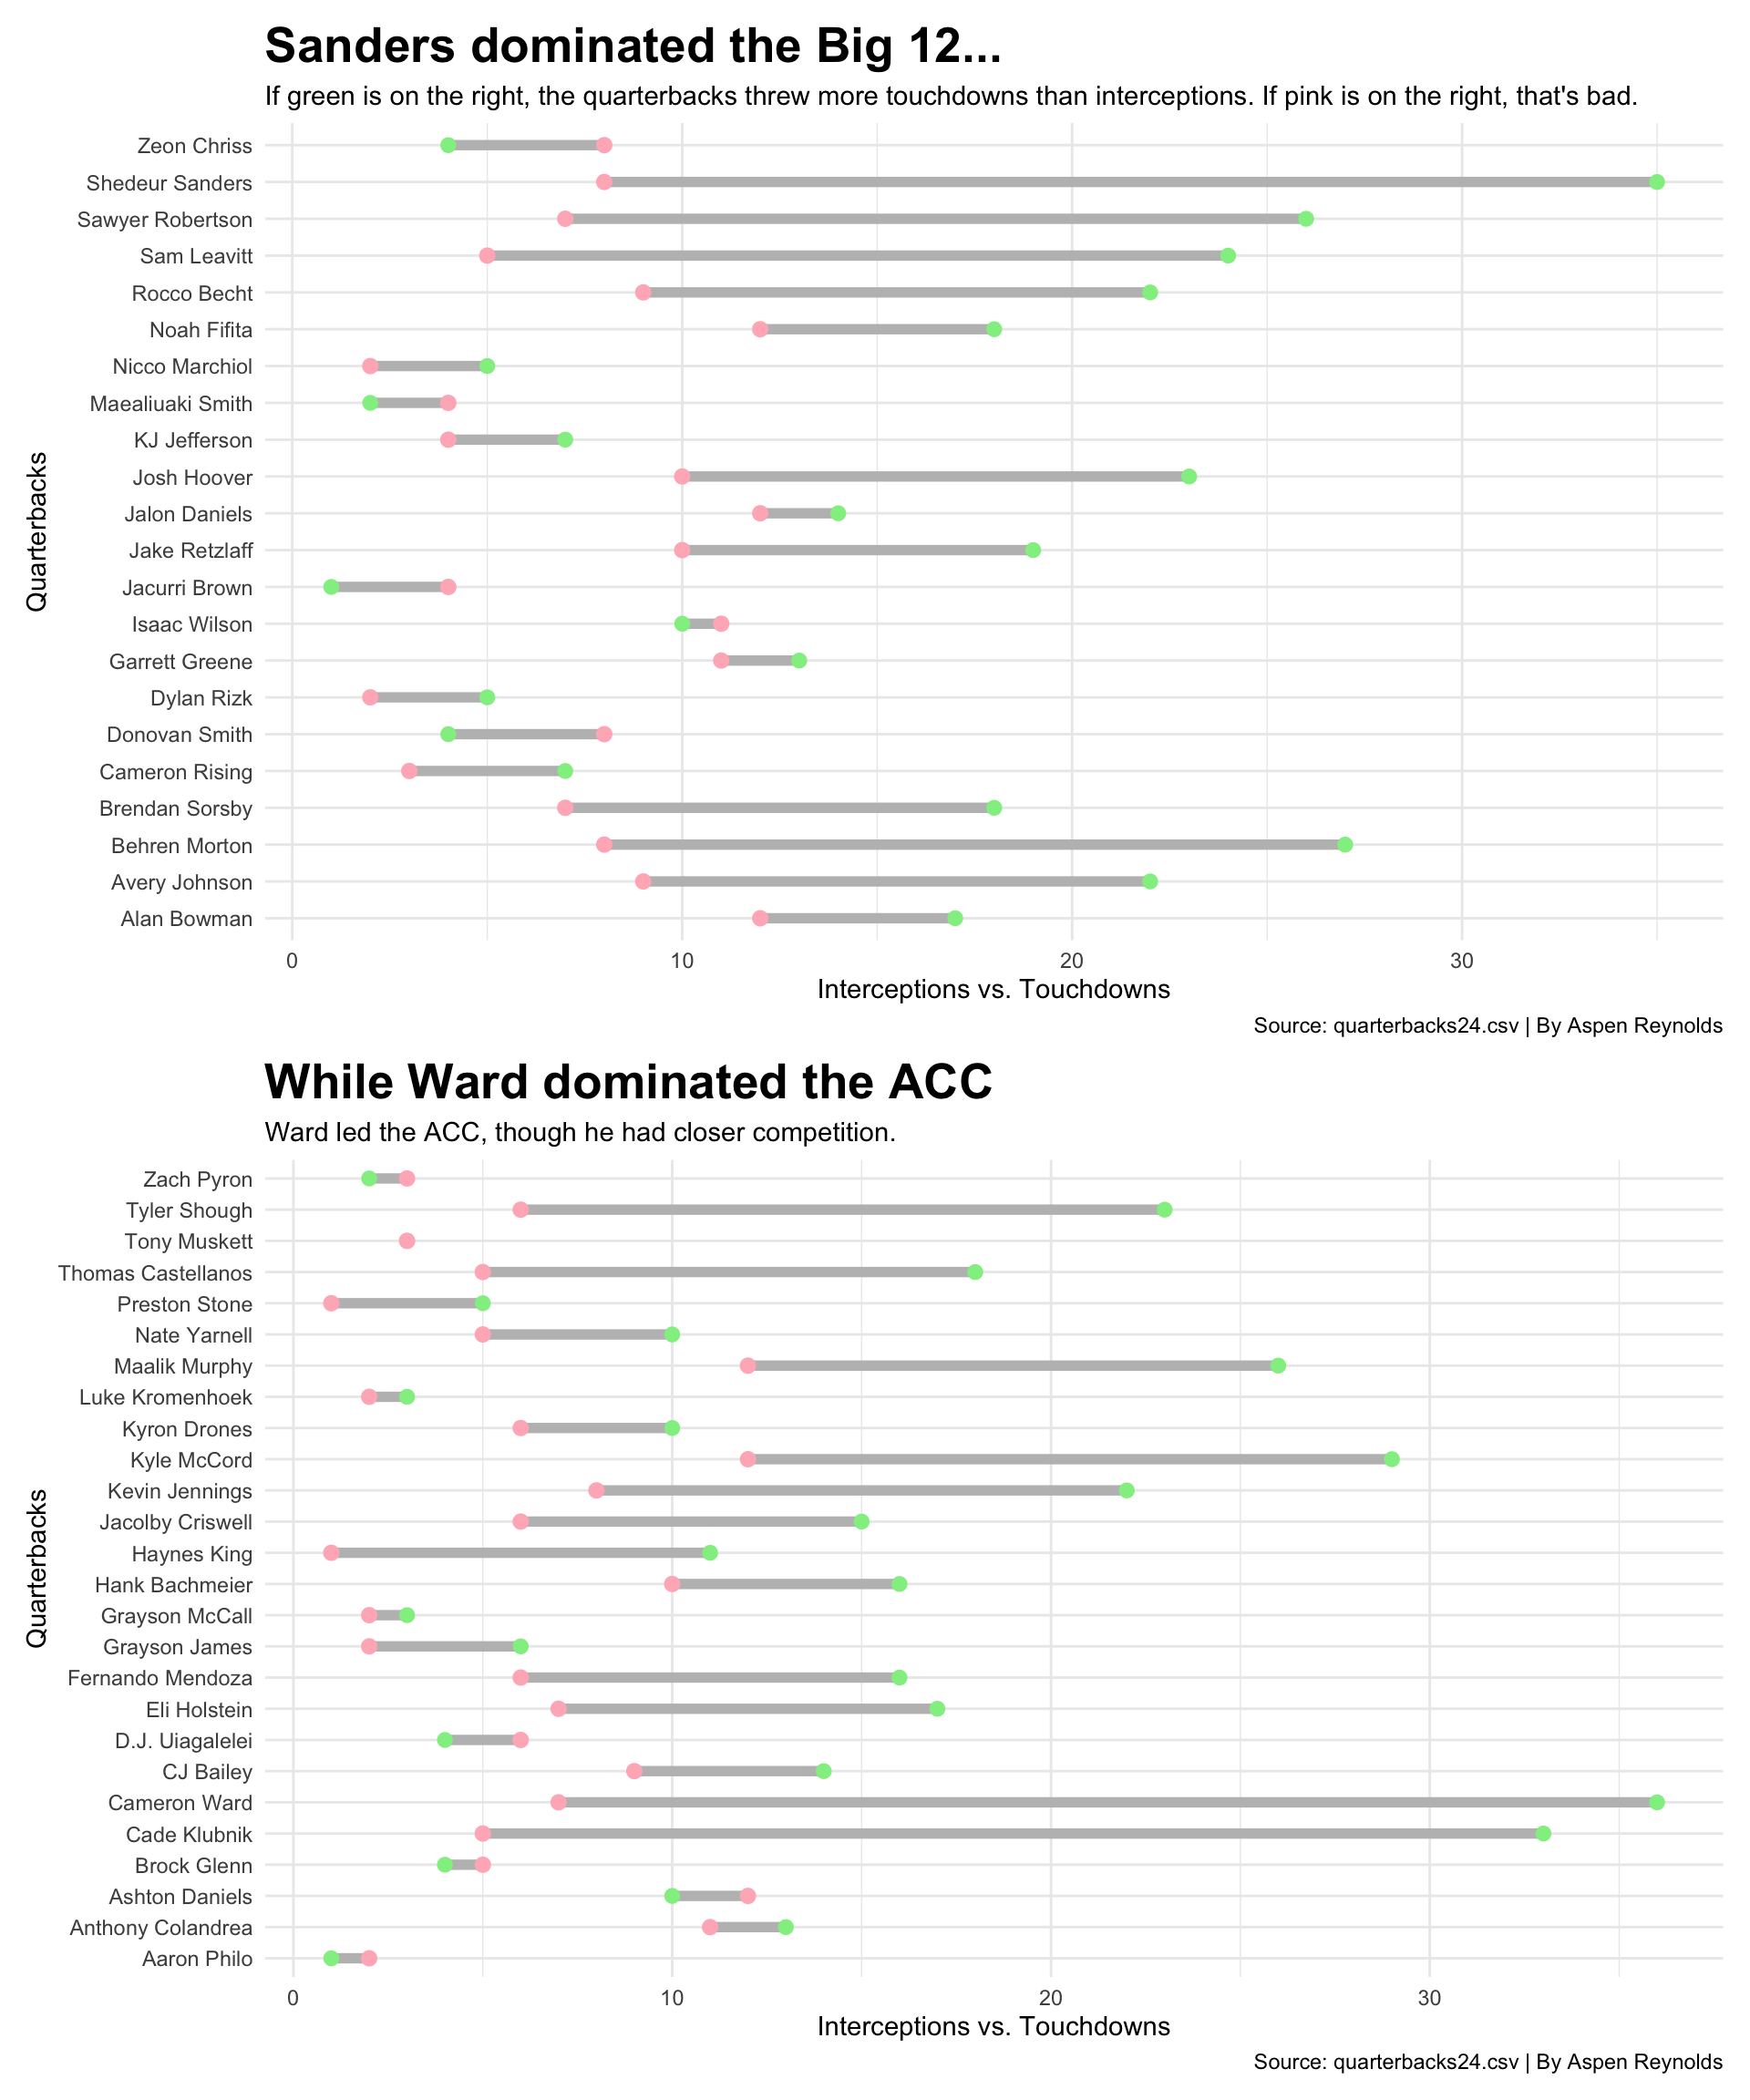 Sanders dominated the Big 12...
If green is on the right, the quarterbacks threw more touchdowns than interceptions. If pink is on the right, that's bad.
Quarterbacks
Zeon Chriss
Shedeur Sanders
Sawyer Robertson
Sam Leavitt
Rocco Becht
Noah Fifita
Nicco Marchiol
Maealiuaki Smith
KJ Jefferson
Josh Hoover
Jalon Daniels
Jake Retzlaff
Jacurri Brown
Isaac Wilson
Garrett Greene
Dylan Rizk
Donovan Smith
Cameron Rising
Brendan Sorsby
Behren Morton
Avery Johnson
Alan Bowman
0 10 20 30
Interceptions vs. Touchdowns
Source: quarterbacks24.csv | By Aspen Reynolds
While Ward dominated the ACC
Ward led the ACC, though he had closer competition.
Quarterbacks
Zach Pyron
Tyler Shough
Tony Muskett
Thomas Castellanos
Preston Stone
Nate Yarnell
Maalik Murphy
Luke Kromenhoek
Kyron Drones
Kyle McCord
Kevin Jennings
Jacolby Criswell
Haynes King
Hank Bachmeier
Grayson McCall
Grayson James
Fernando Mendoza
Eli Holstein
D.J. Uiagalelei
CJ Bailey
Cameron Ward
Cade Klubnik
Brock Glenn
Ashton Daniels
Anthony Colandrea
Aaron Philo
0 10 20 30
Interceptions vs. Touchdowns
Source: quarterbacks24.csv | By Aspen Reynolds